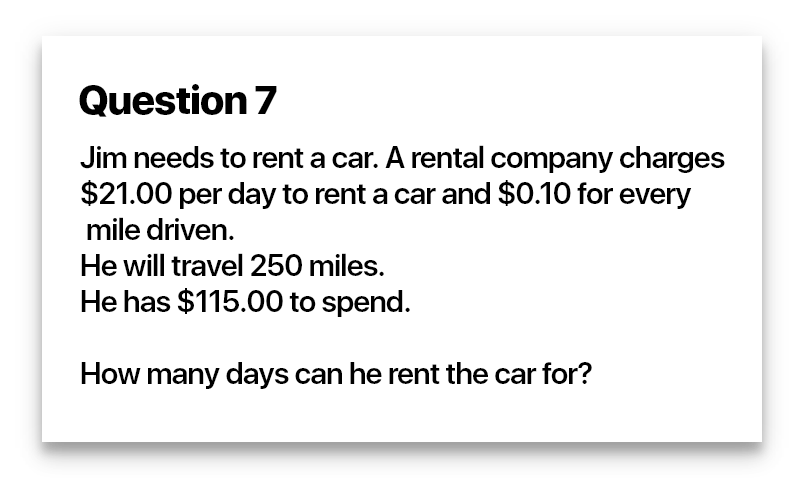 Question 7
Jim needs to rent a car. A rental company charges
$21.00 per day to rent a car and $0.10 for every
mile driven.
He will travel 250 miles.
He has $115.00 to spend.
How many days can he rent the car for?